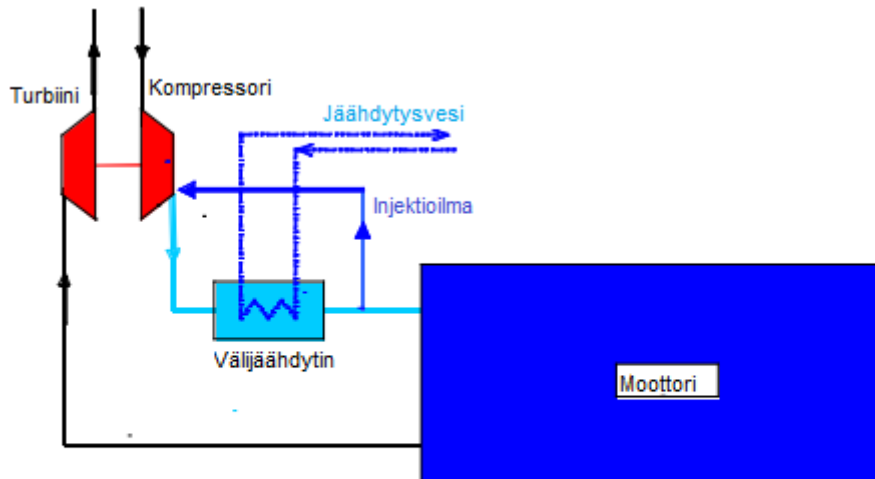 Turbiini
Kompressori
Jäähdytysvesi
Injektioilma
Välijäähdytin
Moottori